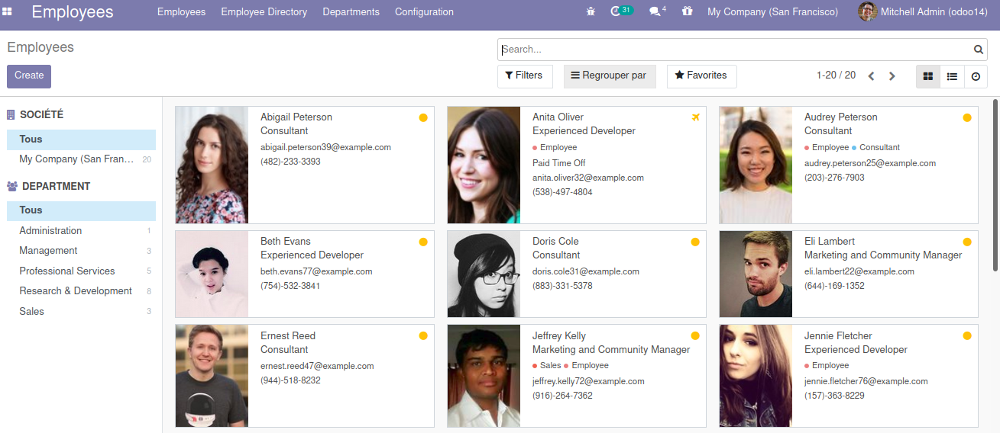 Employees
Employees Employee Directory Departments Configuration
31
4
My Company (San Francisco)
Mitchell Admin (odoo14)
Employees
Search...
Create
Filters
Regrouper par
Favorites
1-20 / 20
SOCIÉTÉ
Tous
My Company (San Fran... 20
DEPARTMENT
Tous
Administration 1
Management 3
Professional Services 5
Research & Development 8
Sales 3
Abigail Peterson
Consultant
abigail.peterson39@example.com
(482)-233-3393
Anita Oliver
Experienced Developer
Employee
Paid Time Off
anita.oliver32@example.com
(538)-497-4804
Audrey Peterson
Consultant
Employee Consultant
audrey.peterson25@example.com
(203)-276-7903
Beth Evans
Experienced Developer
beth.evans77@example.com
(754)-532-3841
Doris Cole
Consultant
doris.cole31@example.com
(883)-331-5378
Eli Lambert
Marketing and Community Manager
eli.lambert22@example.com
(644)-169-1352
Ernest Reed
Consultant
ernest.reed47@example.com
(944)-518-8232
Jeffrey Kelly
Marketing and Community Manager
Sales Employee
jeffrey.kelly72@example.com
(916)-264-7362
Jennie Fletcher
Experienced Developer
Employee
jennie.fletcher76@example.com
(157)-363-8229